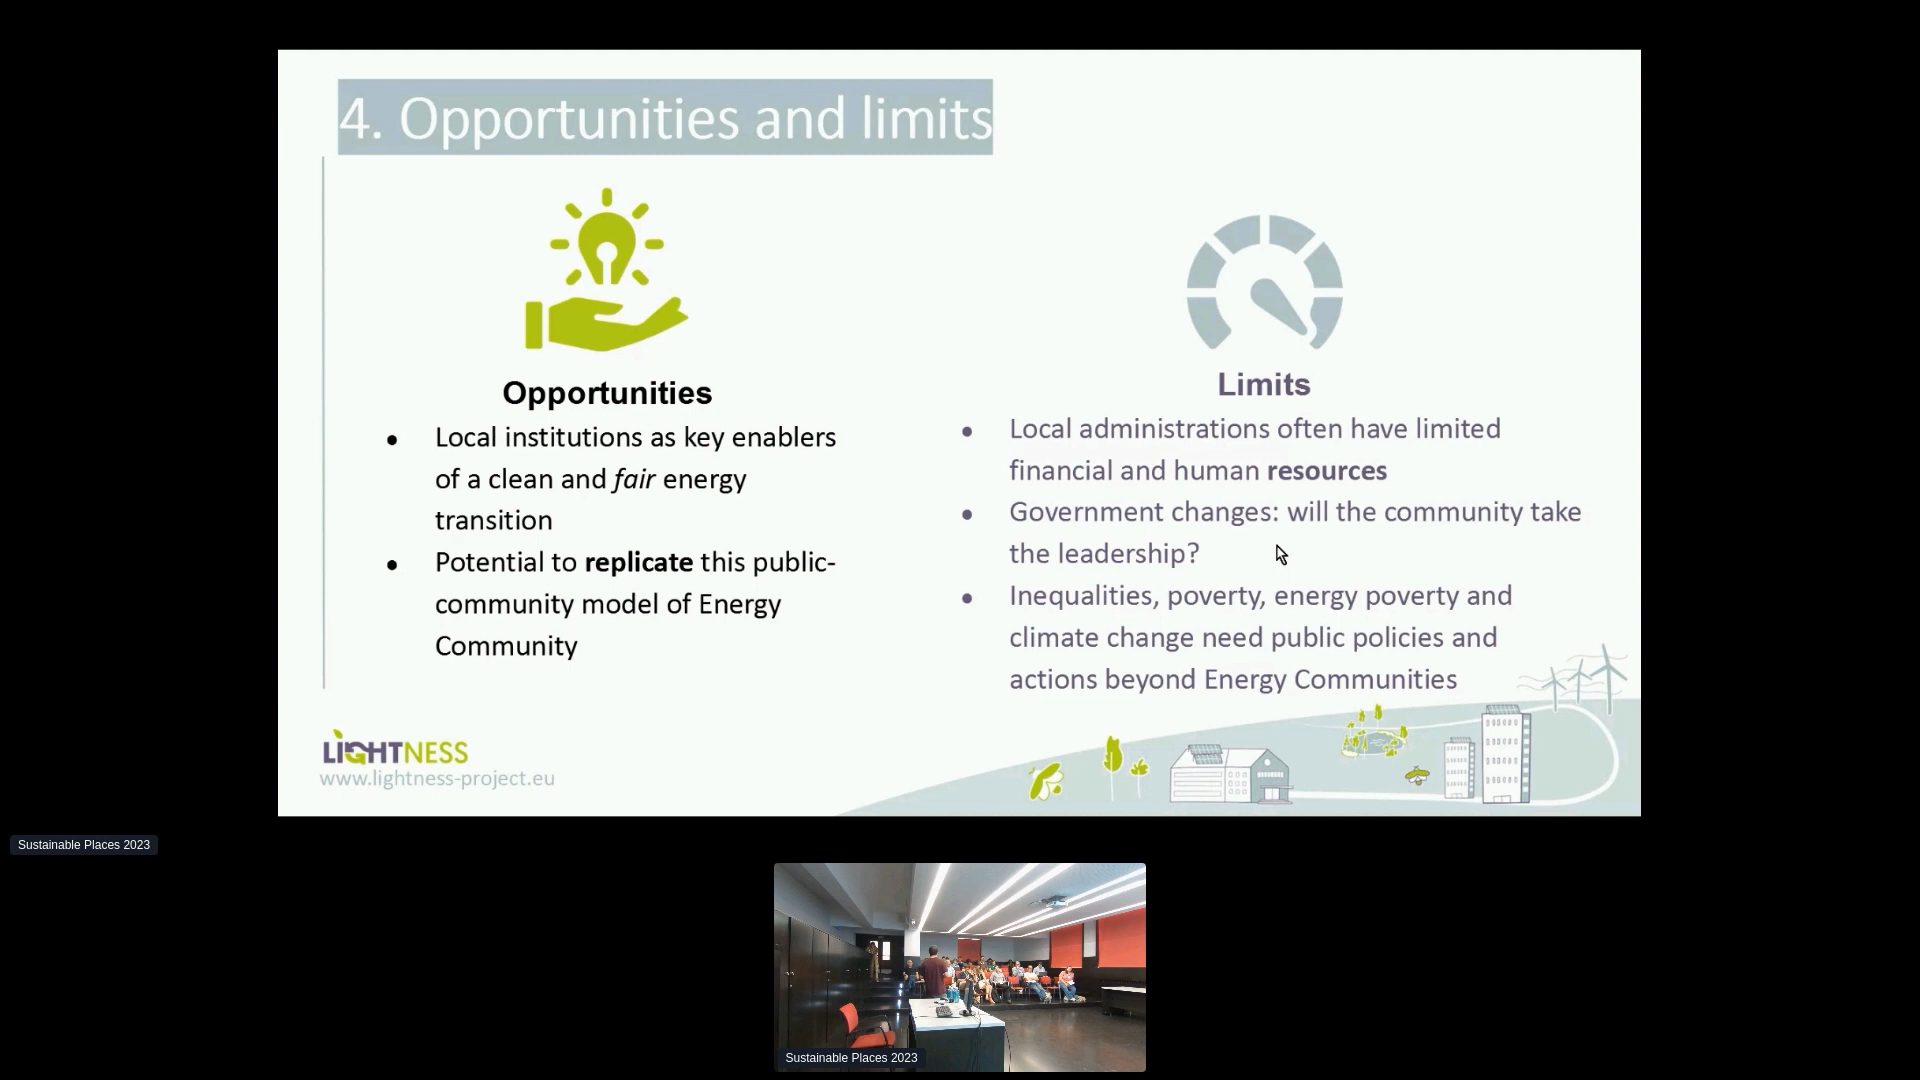 4. Opportunities and limits
Opportunities
● Local institutions as key enablers
of a clean and fair energy
transition
● Potential to replicate this public-
community model of Energy
Community
Limits
● Local administrations often have limited
financial and human resources
● Government changes: will the community take
the leadership?
● Inequalities, poverty, energy poverty and
climate change need public policies and
actions beyond Energy Communities
LIGHTNESS
www.lightness-project.eu
Sustainable Places 2023
Sustainable Places 2023